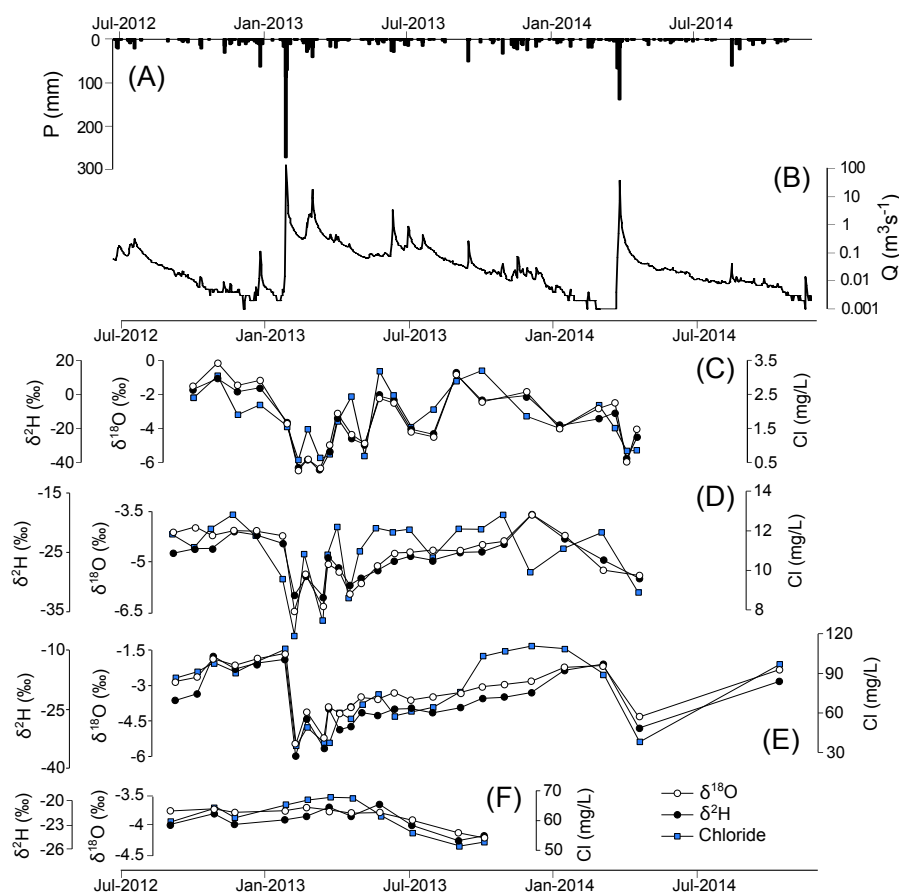 Jul-2012 Jan-2013 Jul-2013 Jan-2014 Jul-2014
0
100
200
300
P (mm)
(A)
(B)
100
10
1
0.1
0.01
0.001
Q (m³s⁻¹)
Jul-2012 Jan-2013 Jul-2013 Jan-2014 Jul-2014
20
0
-20
-40
δ²H (‰)
0
-2
-4
-6
δ¹⁸O (‰)
(C)
3.5
2.5
1.5
0.5
Cl (mg/L)
-15
-25
-35
δ²H (‰)
-3.5
-5
-6.5
δ¹⁸O (‰)
(D)
14
12
10
8
Cl (mg/L)
-10
-25
-40
δ²H (‰)
-1.5
-3
-4.5
-6
δ¹⁸O (‰)
(E)
120
90
60
30
Cl (mg/L)
-20
-23
-26
δ²H (‰)
-3.5
-4
-4.5
δ¹⁸O (‰)
(F)
70
60
50
Cl (mg/L)
δ¹⁸O
δ²H
Chloride
Jul-2012 Jan-2013 Jul-2013 Jan-2014 Jul-2014